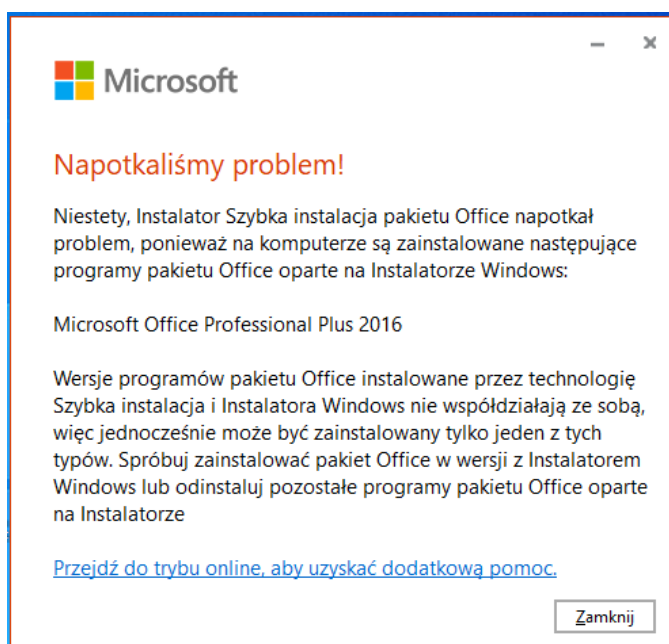 Microsoft
Napotkaliśmy problem!
Niestety, Instalator Szybka instalacja pakietu Office napotkał
problem, ponieważ na komputerze są zainstalowane następujące
programy pakietu Office oparte na Instalatorze Windows:
Microsoft Office Professional Plus 2016
Wersje programów pakietu Office instalowane przez technologię
Szybka instalacja i Instalatora Windows nie współdziałają ze sobą,
więc jednocześnie może być zainstalowany tylko jeden z tych
typów. Spróbuj zainstalować pakiet Office w wersji z Instalatorem
Windows lub odinstaluj pozostałe programy pakietu Office oparte
na Instalatorze
Przejdź do trybu online, aby uzyskać dodatkową pomoc.
Zamknij